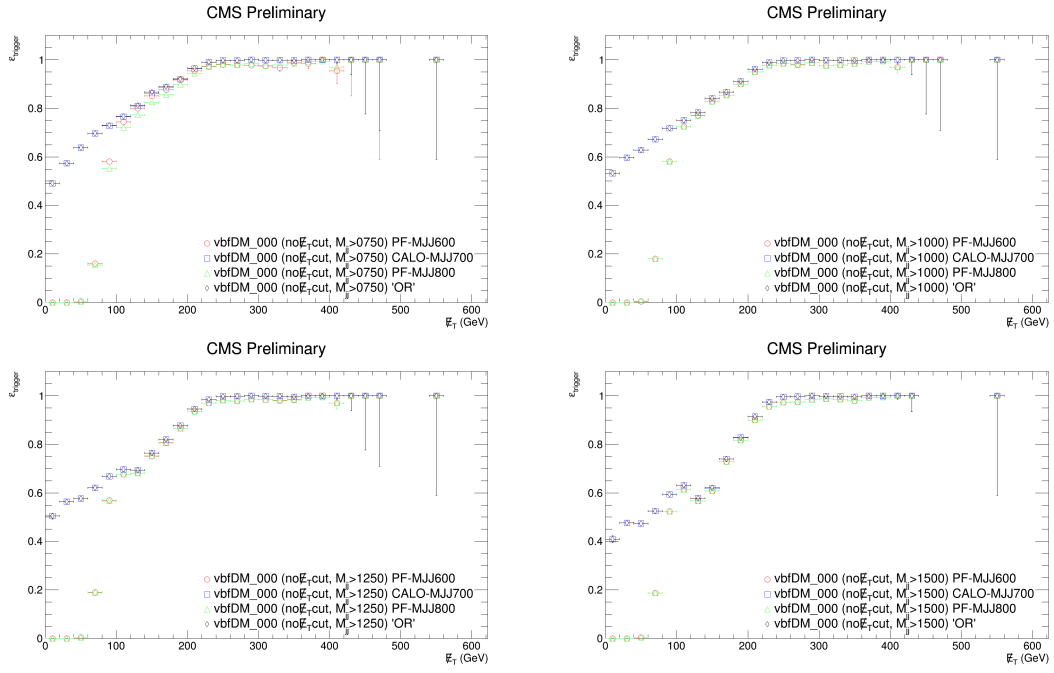 CMS Preliminary
ε_trigger
1
0.8
0.6
0.4
0.2
0
vbfDM_000 (noE̸_T cut, M_jj>0750) PF-MJJ600
vbfDM_000 (noE̸_T cut, M_jj>0750) CALO-MJJ700
vbfDM_000 (noE̸_T cut, M_jj>0750) PF-MJJ800
vbfDM_000 (noE̸_T cut, M_jj>0750) 'OR'
0 100 200 300 400 500 600
E̸_T (GeV)
CMS Preliminary
ε_trigger
1
0.8
0.6
0.4
0.2
0
vbfDM_000 (noE̸_T cut, M_jj>1000) PF-MJJ600
vbfDM_000 (noE̸_T cut, M_jj>1000) CALO-MJJ700
vbfDM_000 (noE̸_T cut, M_jj>1000) PF-MJJ800
vbfDM_000 (noE̸_T cut, M_jj>1000) 'OR'
0 100 200 300 400 500 600
E̸_T (GeV)
CMS Preliminary
ε_trigger
1
0.8
0.6
0.4
0.2
0
vbfDM_000 (noE̸_T cut, M_jj>1250) PF-MJJ600
vbfDM_000 (noE̸_T cut, M_jj>1250) CALO-MJJ700
vbfDM_000 (noE̸_T cut, M_jj>1250) PF-MJJ800
vbfDM_000 (noE̸_T cut, M_jj>1250) 'OR'
0 100 200 300 400 500 600
E̸_T (GeV)
CMS Preliminary
ε_trigger
1
0.8
0.6
0.4
0.2
0
vbfDM_000 (noE̸_T cut, M_jj>1500) PF-MJJ600
vbfDM_000 (noE̸_T cut, M_jj>1500) CALO-MJJ700
vbfDM_000 (noE̸_T cut, M_jj>1500) PF-MJJ800
vbfDM_000 (noE̸_T cut, M_jj>1500) 'OR'
0 100 200 300 400 500 600
E̸_T (GeV)